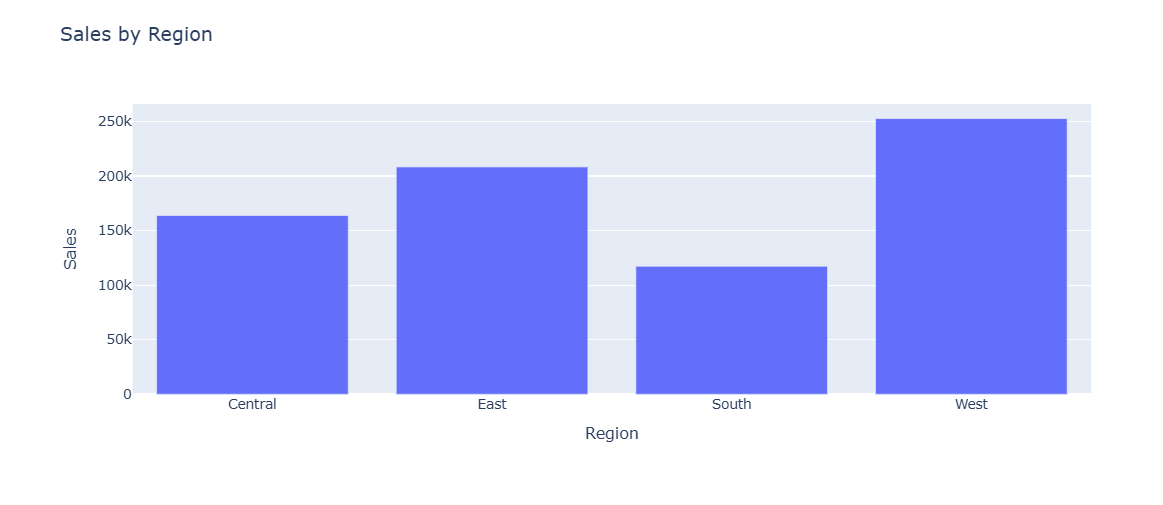 Sales by Region
250k
200k
150k
100k
50k
0
Sales
Central East South West
Region